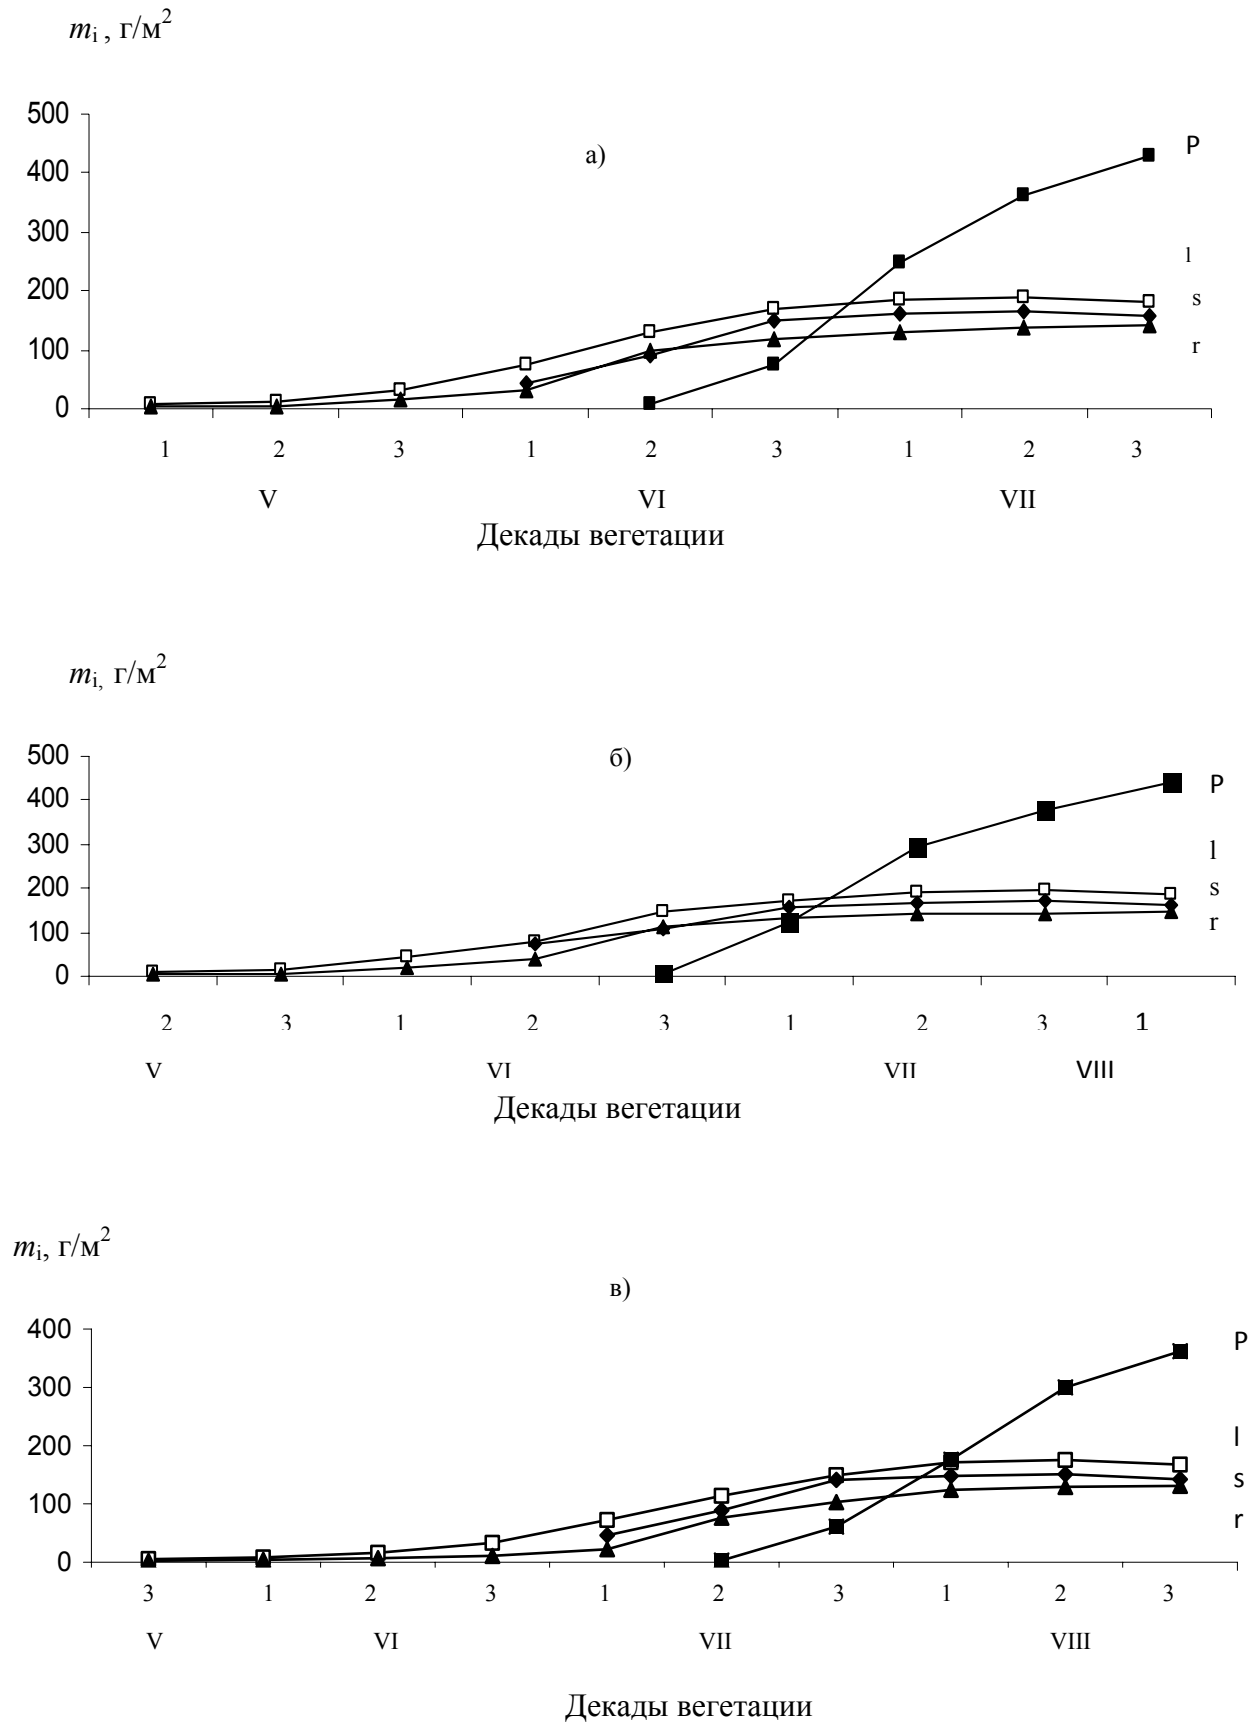 mi , г/м2
500
а)
P
400
300
l
200
s
r
100
0
1 2 3 1 2 3 1 2 3
V VI VII
Декады вегетации
mi, г/м2
500
б)
P
400
300
l
200
s
r
100
0
2 3 1 2 3 1 2 3 1
V VI VII VIII
Декады вегетации
mi, г/м2
в)
400
P
300
l
200
s
100
r
0
3 1 2 3 1 2 3 1 2 3
V VI VII VIII
Декады вегетации